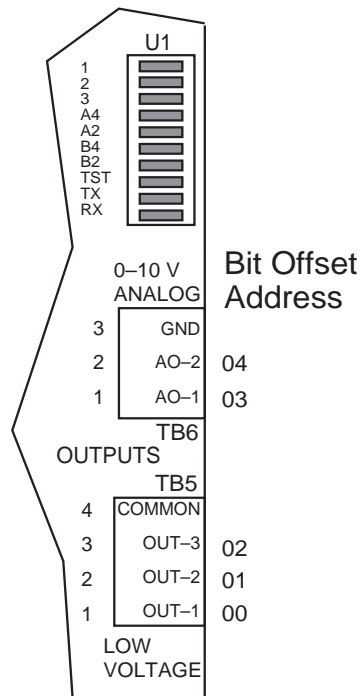 U1
1
2
3
A4
A2
B4
B2
TST
TX
RX
Bit Offset
Address
0–10 V
ANALOG
3 GND
2 AO–2 04
1 AO–1 03
TB6
OUTPUTS
TB5
4 COMMON
3 OUT–3 02
2 OUT–2 01
1 OUT–1 00
LOW
VOLTAGE